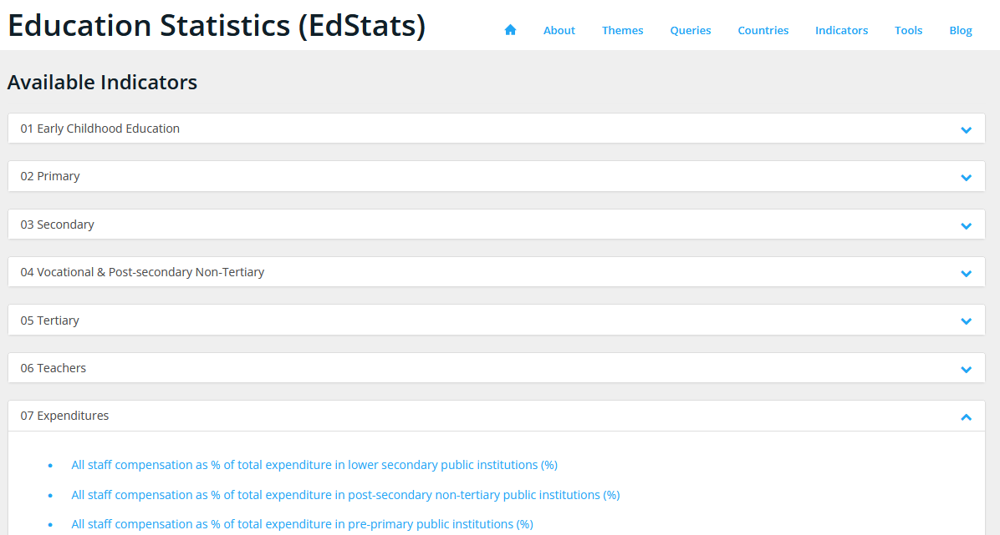 Education Statistics (EdStats)
About Themes Queries Countries Indicators Tools Blog
Available Indicators
01 Early Childhood Education
02 Primary
03 Secondary
04 Vocational & Post-secondary Non-Tertiary
05 Tertiary
06 Teachers
07 Expenditures
All staff compensation as % of total expenditure in lower secondary public institutions (%)
All staff compensation as % of total expenditure in post-secondary non-tertiary public institutions (%)
All staff compensation as % of total expenditure in pre-primary public institutions (%)